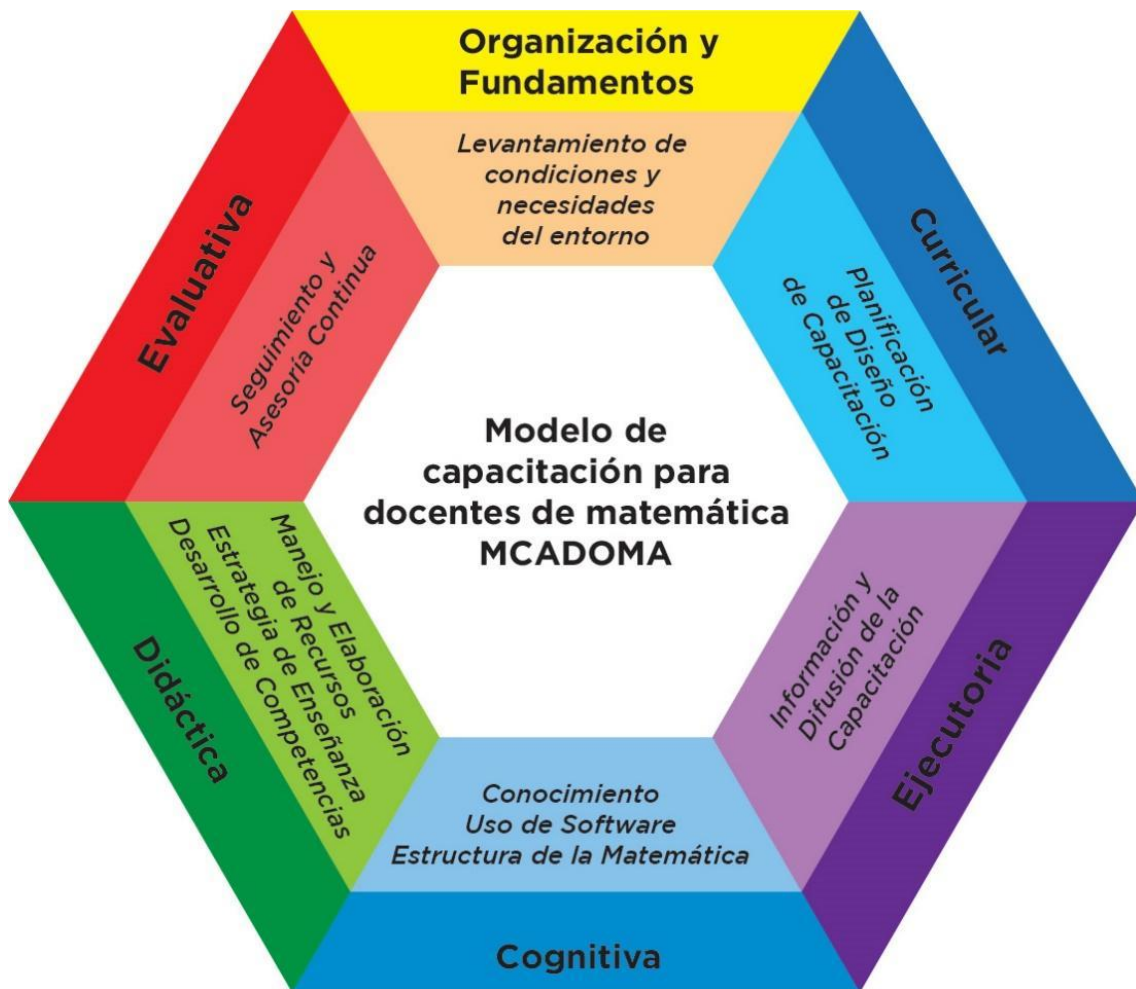 Organización y
Fundamentos
Levantamiento de
condiciones y
necesidades
del entorno
Curricular
Planificación
de Diseño
de Capacitación
Ejecutoria
Información y
Difusión de la
Capacitación
Cognitiva
Conocimiento
Uso de Software
Estructura de la Matemática
Didáctica
Manejo y Elaboración
de Recursos
Estrategia de Enseñanza
Desarrollo de Competencias
Evaluativa
Seguimiento y
Asesoría Continua
Modelo de
capacitación para
docentes de matemática
MCADOMA